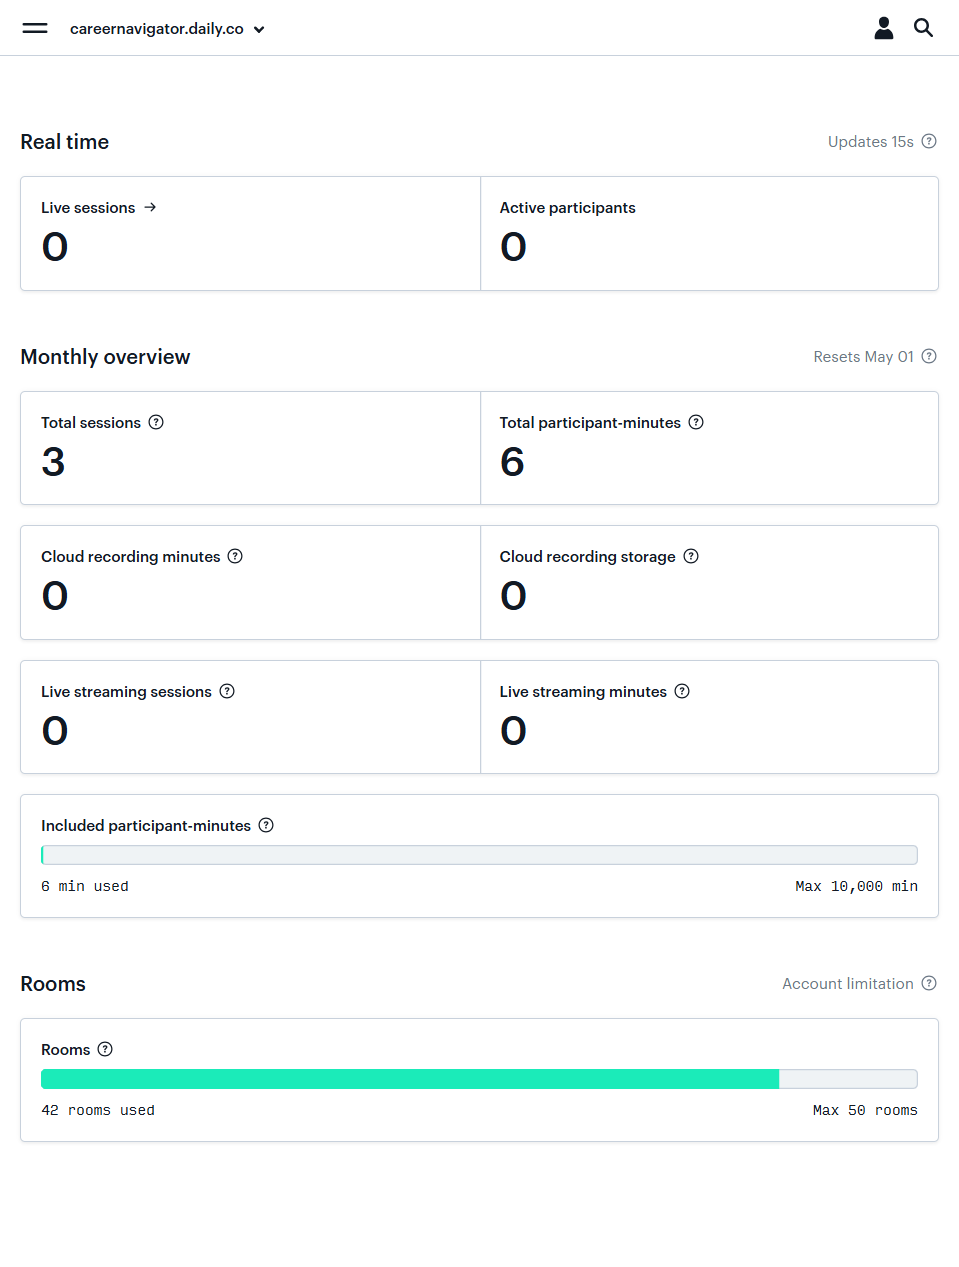 careernavigator.daily.co
Real time
Updates 15s
Live sessions →
Active participants
0
0
Monthly overview
Resets May 01
Total sessions
Total participant-minutes
3
6
Cloud recording minutes
Cloud recording storage
0
0
Live streaming sessions
Live streaming minutes
0
0
Included participant-minutes
6 min used
Max 10,000 min
Rooms
Account limitation
Rooms
42 rooms used
Max 50 rooms